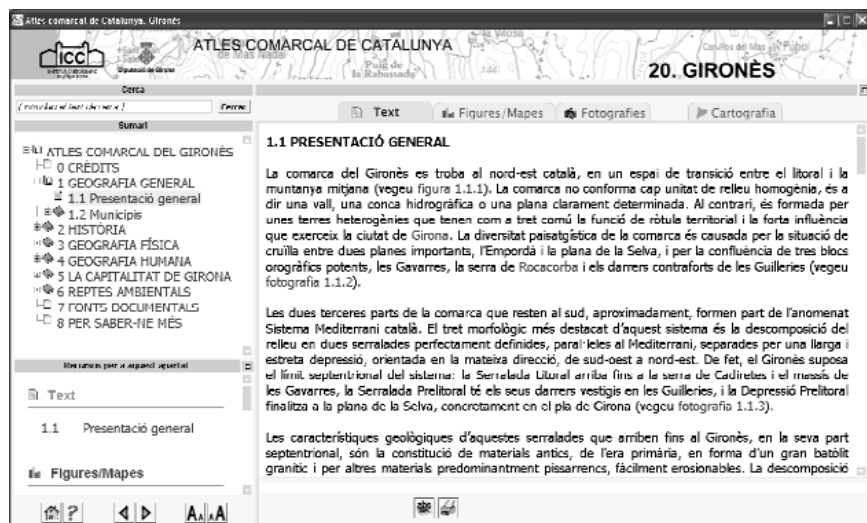 Atles comarcal de Catalunya. Gironès
icc
Diputació de Girona
ATLES COMARCAL DE CATALUNYA
Puig de
la Rabassada
20. GIRONÈS
Cerca
Cercar
Sumari
ATLES COMARCAL DEL GIRONÈS
0 CRÈDITS
1 GEOGRAFIA GENERAL
1.1 Presentació general
1.2 Municipis
2 HISTÒRIA
3 GEOGRAFIA FÍSICA
4 GEOGRAFIA HUMANA
5 LA CAPITALITAT DE GIRONA
6 REPTES AMBIENTALS
7 FONTS DOCUMENTALS
8 PER SABER-NE MÉS
Recursos per a aquest apartat
Text
1.1 Presentació general
Figures/Mapes
Text
Figures/Mapes
Fotografies
Cartografia
1.1 PRESENTACIÓ GENERAL
La comarca del Gironès es troba al nord-est català, en un espai de transició entre el litoral i la
muntanya mitjana (vegeu figura 1.1.1). La comarca no conforma cap unitat de relleu homogènia, és a
dir una vall, una conca hidrogràfica o una plana clarament determinada. Al contrari, és formada per
unes terres heterogènies que tenen com a tret comú la funció de ròtula territorial i la forta influència
que exerceix la ciutat de Girona. La diversitat paisatgística de la comarca és causada per la situació de
cruïlla entre dues planes importants, l'Empordà i la plana de la Selva, i per la confluència de tres blocs
orogràfics potents, les Gavarres, la serra de Rocacorba i els darrers contraforts de les Guilleries (vegeu
fotografia 1.1.2).
Les dues terceres parts de la comarca que resten al sud, aproximadament, formen part de l'anomenat
Sistema Mediterrani català. El tret morfològic més destacat d'aquest sistema és la descomposició del
relleu en dues serralades perfectament definides, paral·leles al Mediterrani, separades per una llarga i
estreta depressió, orientada en la mateixa direcció, de sud-oest a nord-est. De fet, el Gironès suposa
el límit septentrional del sistema: la Serralada Litoral arriba fins a la serra de Cadiretes i el massís de
les Gavarres, la Serralada Prelitoral té els seus darrers vestigis en les Guilleries, i la Depressió Prelitoral
finalitza a la plana de la Selva, concretament en el pla de Girona (vegeu fotografia 1.1.3).
Les característiques geològiques d'aquestes serralades que arriben fins al Gironès, en la seva part
septentrional, són la constitució de materials antics, de l'era primària, en forma d'un gran batòlit
granític i per altres materials predominantment pissarrencs, fàcilment erosionables. La descomposició